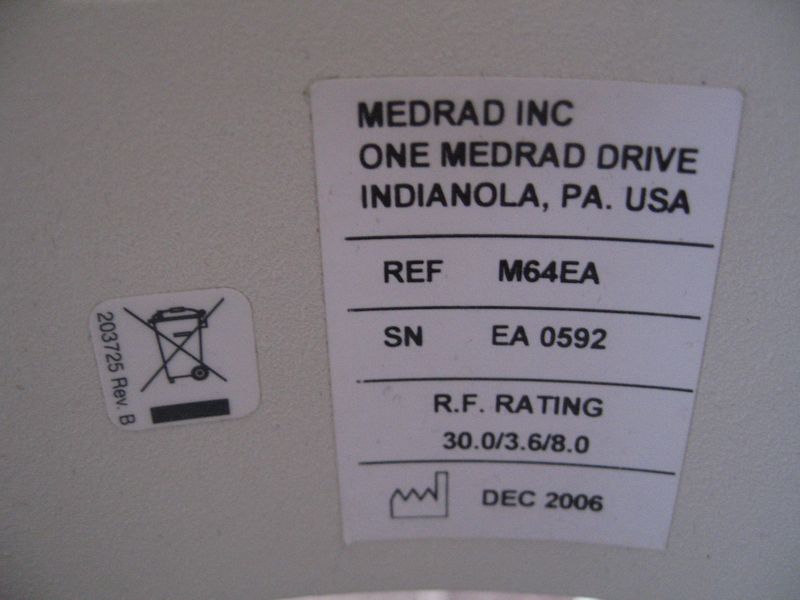 MEDRAD INC
ONE MEDRAD DRIVE
INDIANOLA, PA. USA
REF M64EA
SN EA 0592
R.F. RATING
30.0/3.6/8.0
DEC 2006
203725 Rev. B